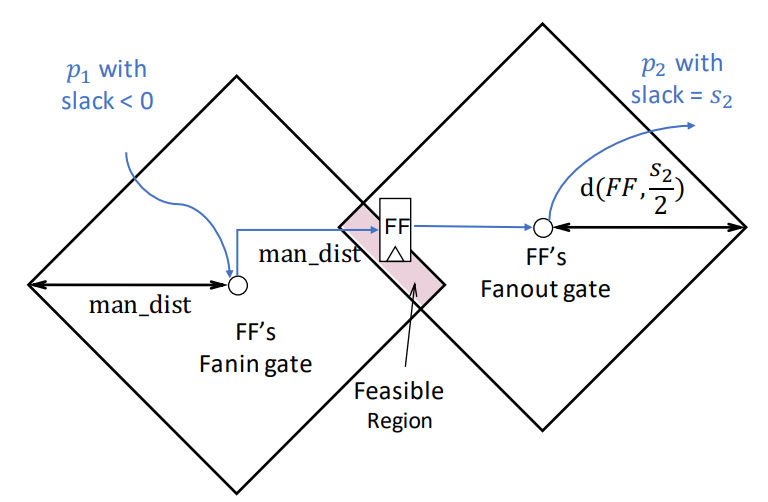 p₁ with
slack < 0
p₂ with
slack = s₂
d(FF, s₂/2)
FF
man_dist
FF's
Fanout gate
man_dist
FF's
Fanin gate
Feasible
Region